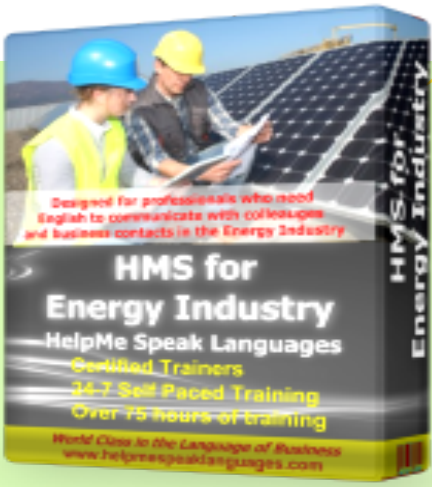 Designed for professionals who need
English to communicate with colleagues
and business contacts in the Energy Industry
HMS for
Energy Industry
HelpMe Speak Languages
Certified Trainers
24-7 Self Paced Training
Over 75 hours of training
World Class in the Language of Business
www.helpmespeaklanguages.com
HMS for
Energy Industry